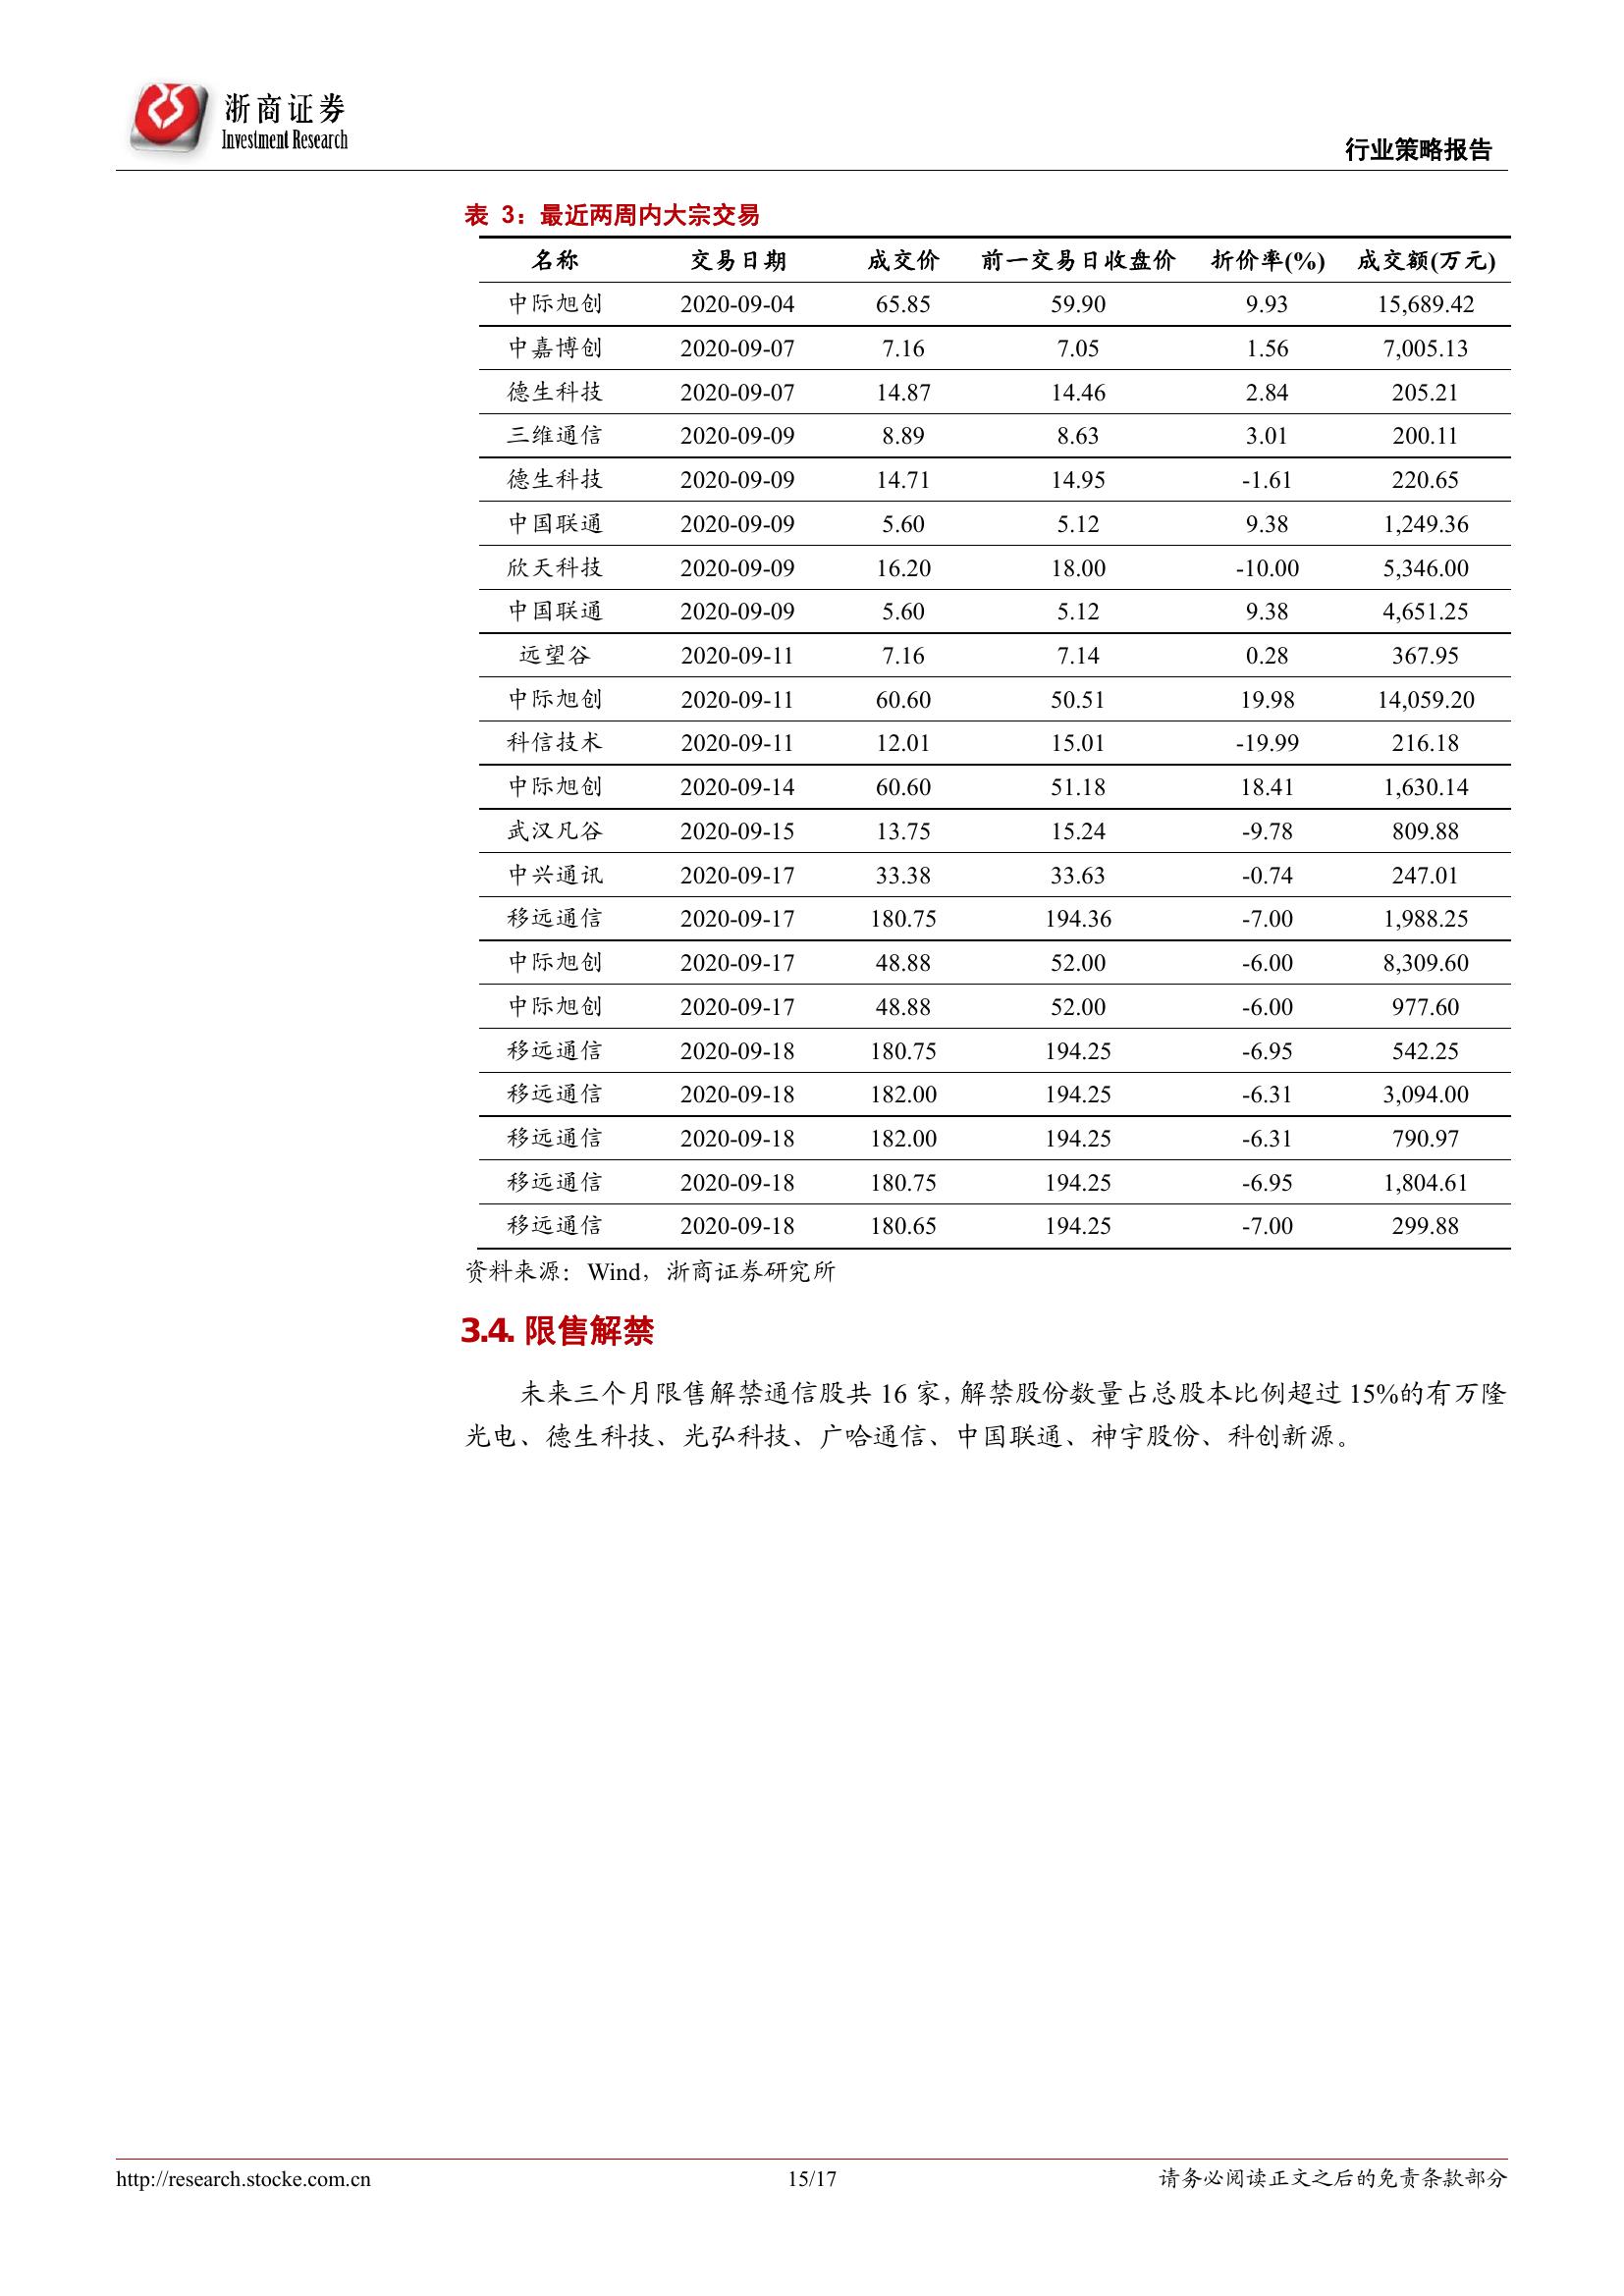 浙商证券
Investment Research
行业策略报告
表 3：最近两周内大宗交易
名称 交易日期 成交价 前一交易日收盘价 折价率(%) 成交额(万元)
中际旭创 2020-09-04 65.85 59.90 9.93 15,689.42
中嘉博创 2020-09-07 7.16 7.05 1.56 7,005.13
德生科技 2020-09-07 14.87 14.46 2.84 205.21
三维通信 2020-09-09 8.89 8.63 3.01 200.11
德生科技 2020-09-09 14.71 14.95 -1.61 220.65
中国联通 2020-09-09 5.60 5.12 9.38 1,249.36
欣天科技 2020-09-09 16.20 18.00 -10.00 5,346.00
中国联通 2020-09-09 5.60 5.12 9.38 4,651.25
远望谷 2020-09-11 7.16 7.14 0.28 367.95
中际旭创 2020-09-11 60.60 50.51 19.98 14,059.20
科信技术 2020-09-11 12.01 15.01 -19.99 216.18
中际旭创 2020-09-14 60.60 51.18 18.41 1,630.14
武汉凡谷 2020-09-15 13.75 15.24 -9.78 809.88
中兴通讯 2020-09-17 33.38 33.63 -0.74 247.01
移远通信 2020-09-17 180.75 194.36 -7.00 1,988.25
中际旭创 2020-09-17 48.88 52.00 -6.00 8,309.60
中际旭创 2020-09-17 48.88 52.00 -6.00 977.60
移远通信 2020-09-18 180.75 194.25 -6.95 542.25
移远通信 2020-09-18 182.00 194.25 -6.31 3,094.00
移远通信 2020-09-18 182.00 194.25 -6.31 790.97
移远通信 2020-09-18 180.75 194.25 -6.95 1,804.61
移远通信 2020-09-18 180.65 194.25 -7.00 299.88
资料来源：Wind，浙商证券研究所
3.4. 限售解禁
未来三个月限售解禁通信股共 16 家，解禁股份数量占总股本比例超过 15%的有万隆
光电、德生科技、光弘科技、广哈通信、中国联通、神宇股份、科创新源。
http://research.stocke.com.cn 15/17 请务必阅读正文之后的免责条款部分